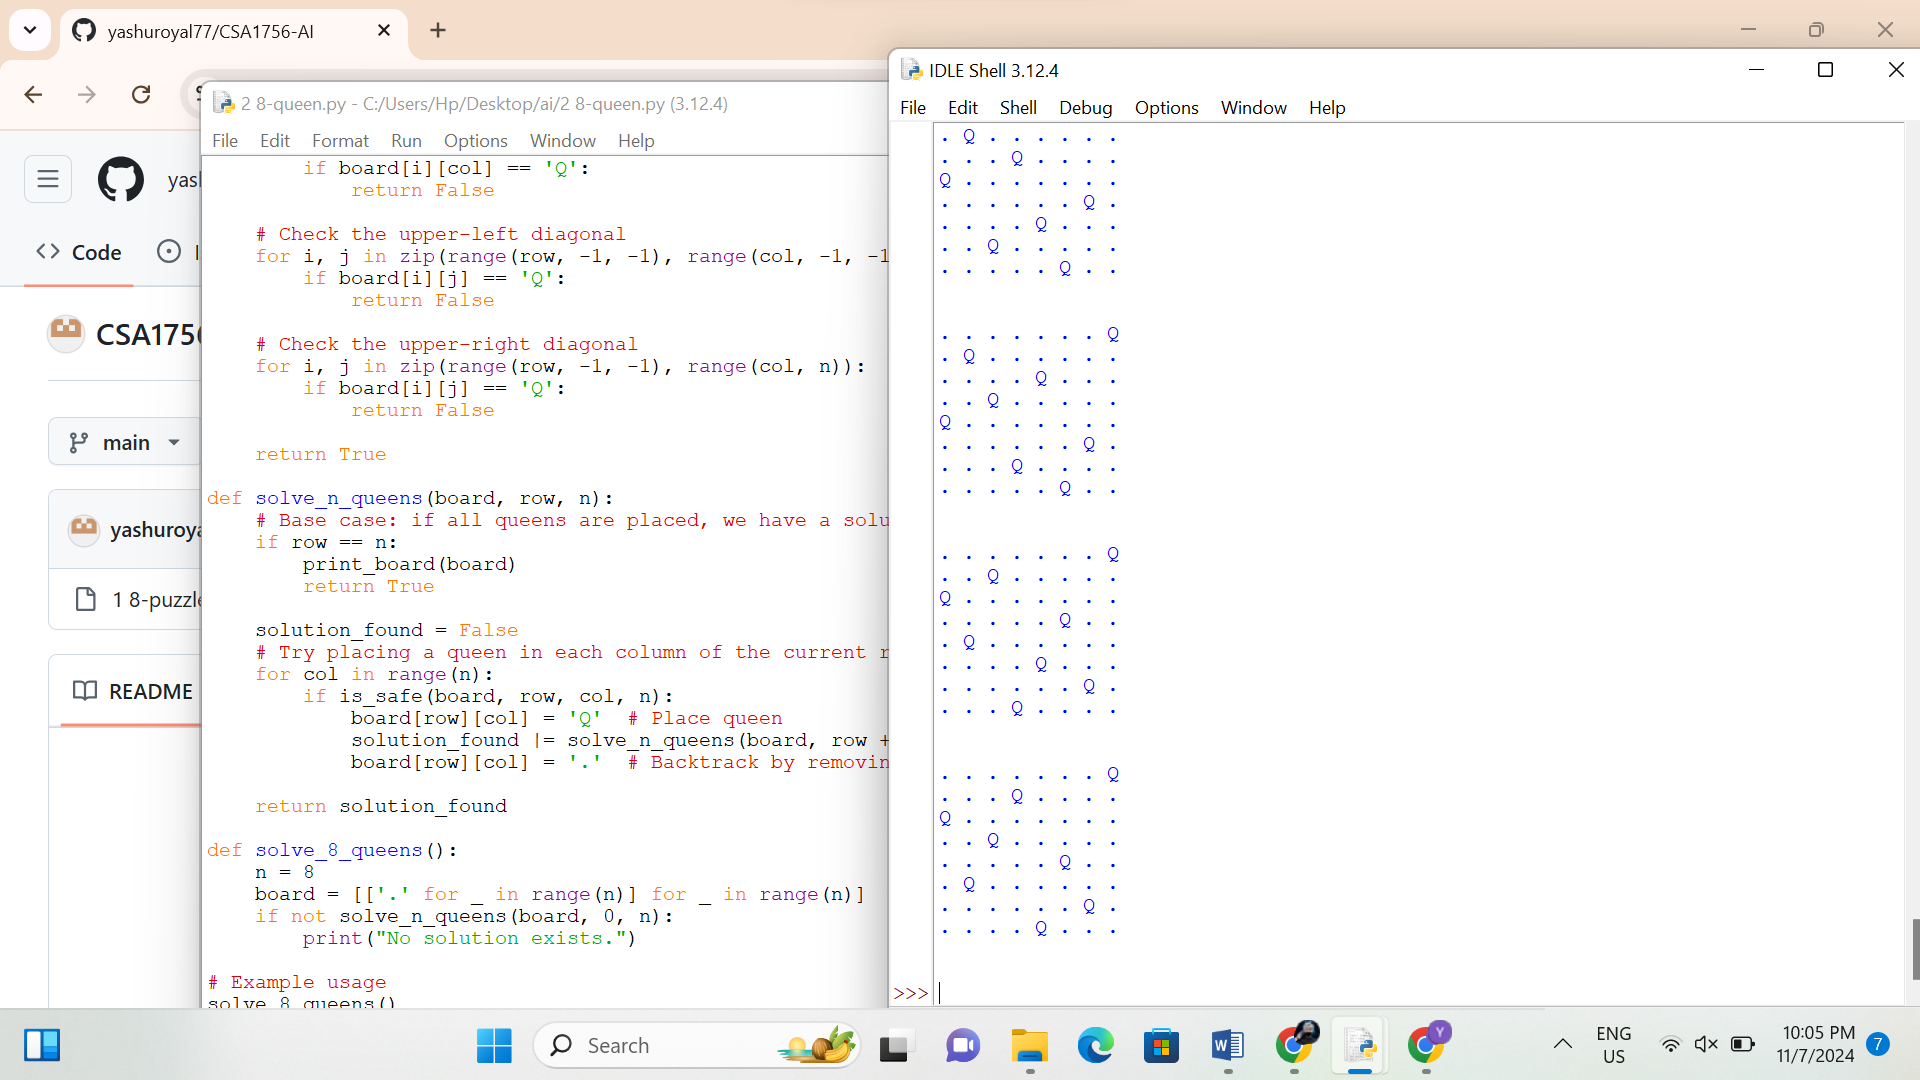 yashuroyal77/CSA1756-AI
yas
Code
CSA175
main
yashuroya
1 8-puzzle
README
2 8-queen.py - C:/Users/Hp/Desktop/ai/2 8-queen.py (3.12.4)
File Edit Format Run Options Window Help
if board[i][col] == 'Q':
return False
# Check the upper-left diagonal
for i, j in zip(range(row, -1, -1), range(col, -1, -1
if board[i][j] == 'Q':
return False
# Check the upper-right diagonal
for i, j in zip(range(row, -1, -1), range(col, n)):
if board[i][j] == 'Q':
return False
return True
def solve_n_queens(board, row, n):
# Base case: if all queens are placed, we have a solu
if row == n:
print_board(board)
return True
solution_found = False
# Try placing a queen in each column of the current r
for col in range(n):
if is_safe(board, row, col, n):
board[row][col] = 'Q'  # Place queen
solution_found |= solve_n_queens(board, row +
board[row][col] = '.'  # Backtrack by removin
return solution_found
def solve_8_queens():
n = 8
board = [['.' for _ in range(n)] for _ in range(n)]
if not solve_n_queens(board, 0, n):
print("No solution exists.")
# Example usage
solve_8_queens()
IDLE Shell 3.12.4
File Edit Shell Debug Options Window Help
. Q . . . . . .
. . . Q . . . .
Q . . . . . . .
. . . . . . Q .
. . . . Q . . .
. . Q . . . . .
. . . . . Q . .
. . . . . . . Q
. Q . . . . . .
. . . . Q . . .
. . Q . . . . .
Q . . . . . . .
. . . . . . Q .
. . . Q . . . .
. . . . . Q . .
. . . . . . . Q
. . Q . . . . .
Q . . . . . . .
. . . . . Q . .
. Q . . . . . .
. . . . Q . . .
. . . . . . Q .
. . . Q . . . .
. . . . . . . Q
. . . Q . . . .
Q . . . . . . .
. . Q . . . . .
. . . . . Q . .
. Q . . . . . .
. . . . . . Q .
. . . . Q . . .
>>>
Search
Y
ENG
US
10:05 PM
11/7/2024
7